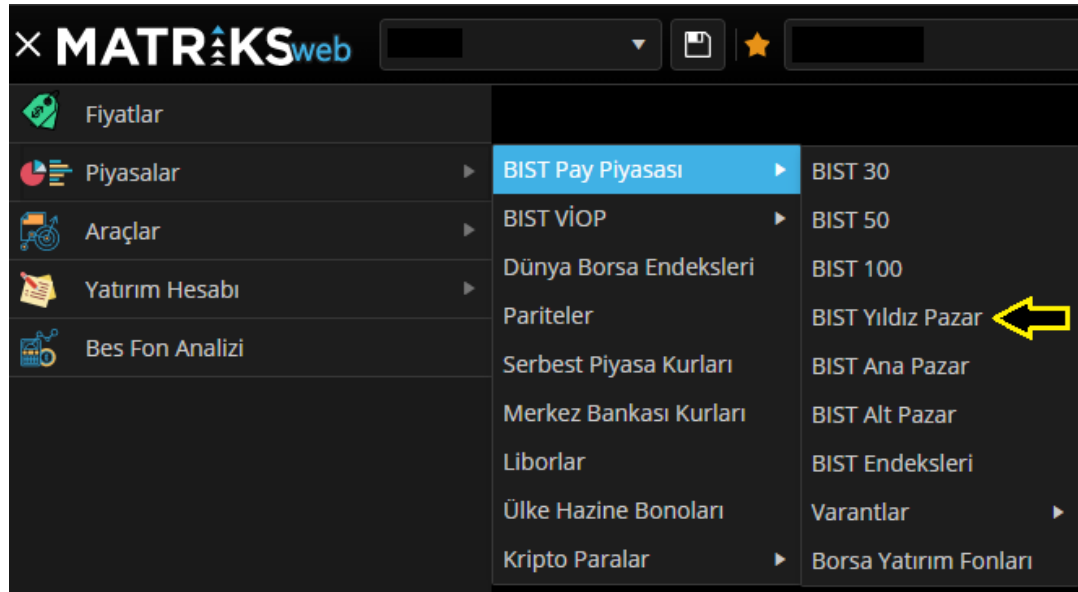 MATRİKSweb
Fiyatlar
Piyasalar
Araçlar
Yatırım Hesabı
Bes Fon Analizi
BIST Pay Piyasası
BIST VİOP
Dünya Borsa Endeksleri
Pariteler
Serbest Piyasa Kurları
Merkez Bankası Kurları
Liborlar
Ülke Hazine Bonoları
Kripto Paralar
BIST 30
BIST 50
BIST 100
BIST Yıldız Pazar
BIST Ana Pazar
BIST Alt Pazar
BIST Endeksleri
Varantlar
Borsa Yatırım Fonları